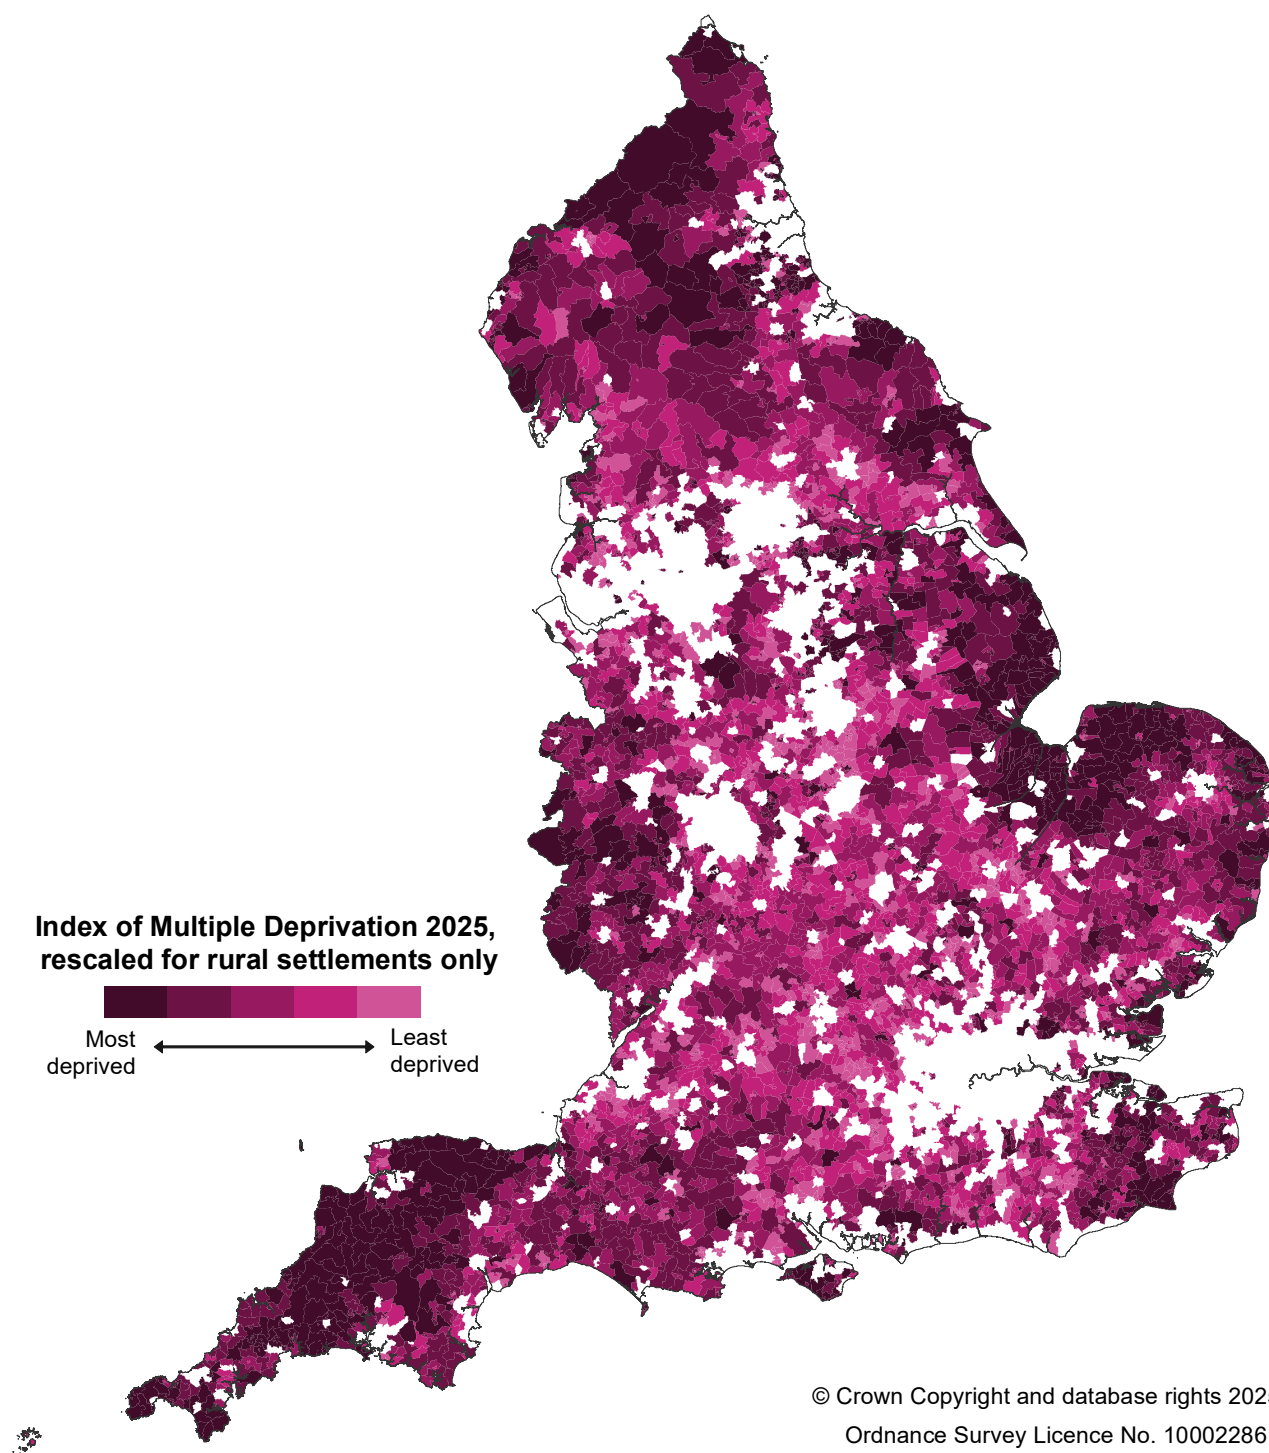 Index of Multiple Deprivation 2025,
rescaled for rural settlements only
Most
deprived
Least
deprived
© Crown Copyright and database rights
Ordnance Survey Licence No.